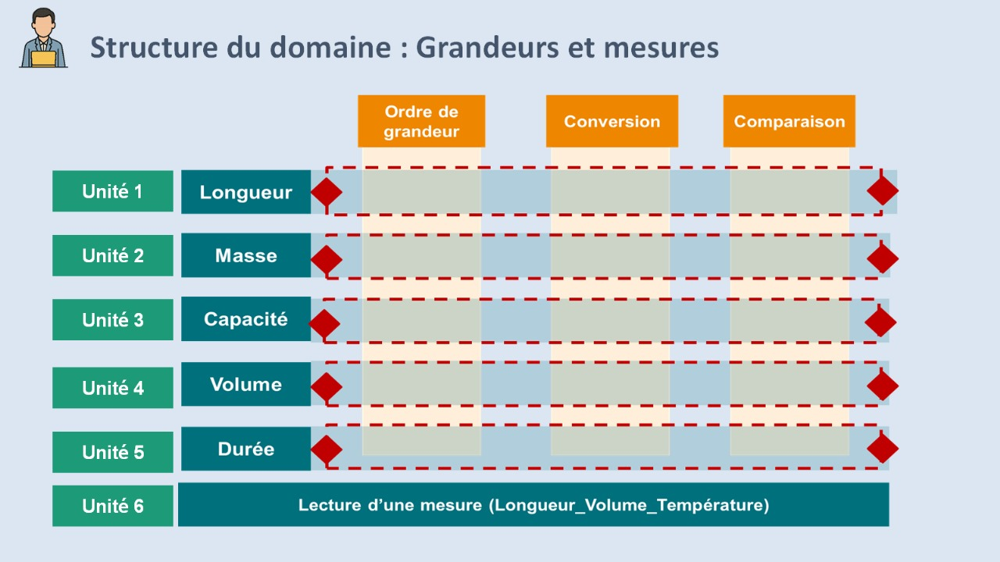 Structure du domaine : Grandeurs et mesures
Ordre de
grandeur
Conversion
Comparaison
Unité 1
Longueur
Unité 2
Masse
Unité 3
Capacité
Unité 4
Volume
Unité 5
Durée
Unité 6
Lecture d’une mesure (Longueur_Volume_Température)